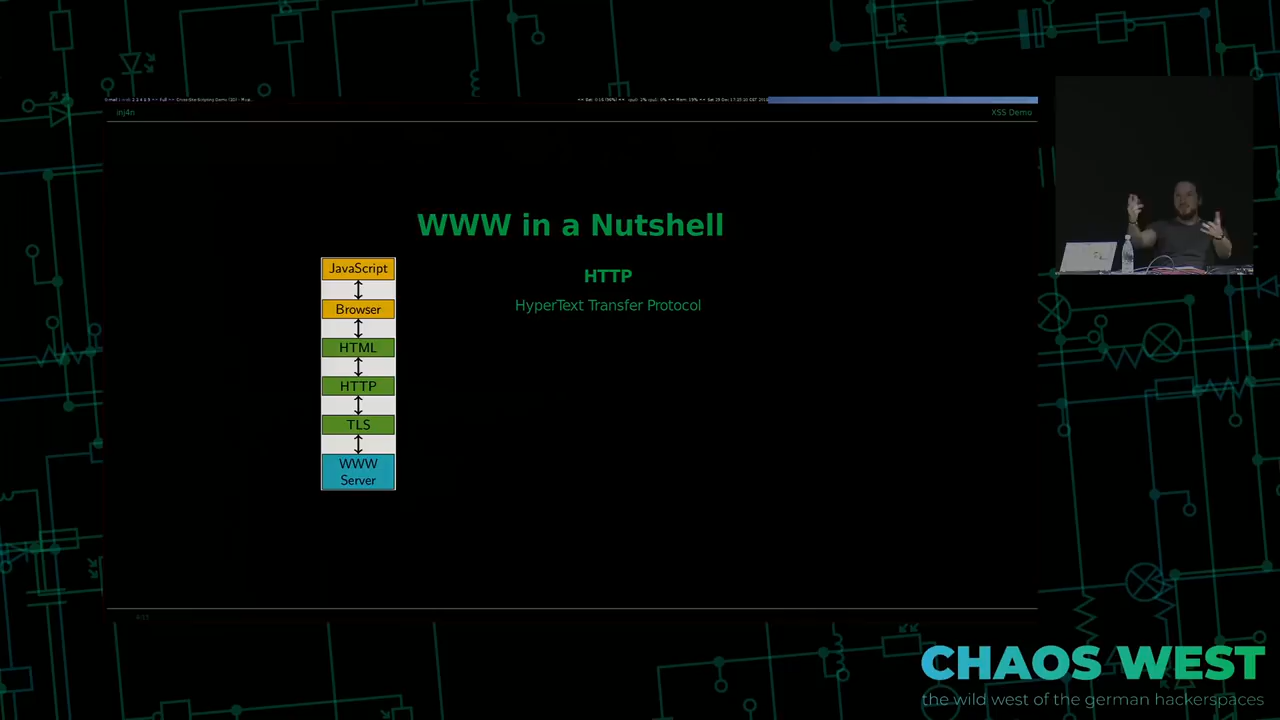 inj4n
XSS Demo
WWW in a Nutshell
JavaScript
Browser
HTML
HTTP
TLS
WWW
Server
HTTP
HyperText Transfer Protocol
CHAOS WEST
the wild west of the german hackerspaces